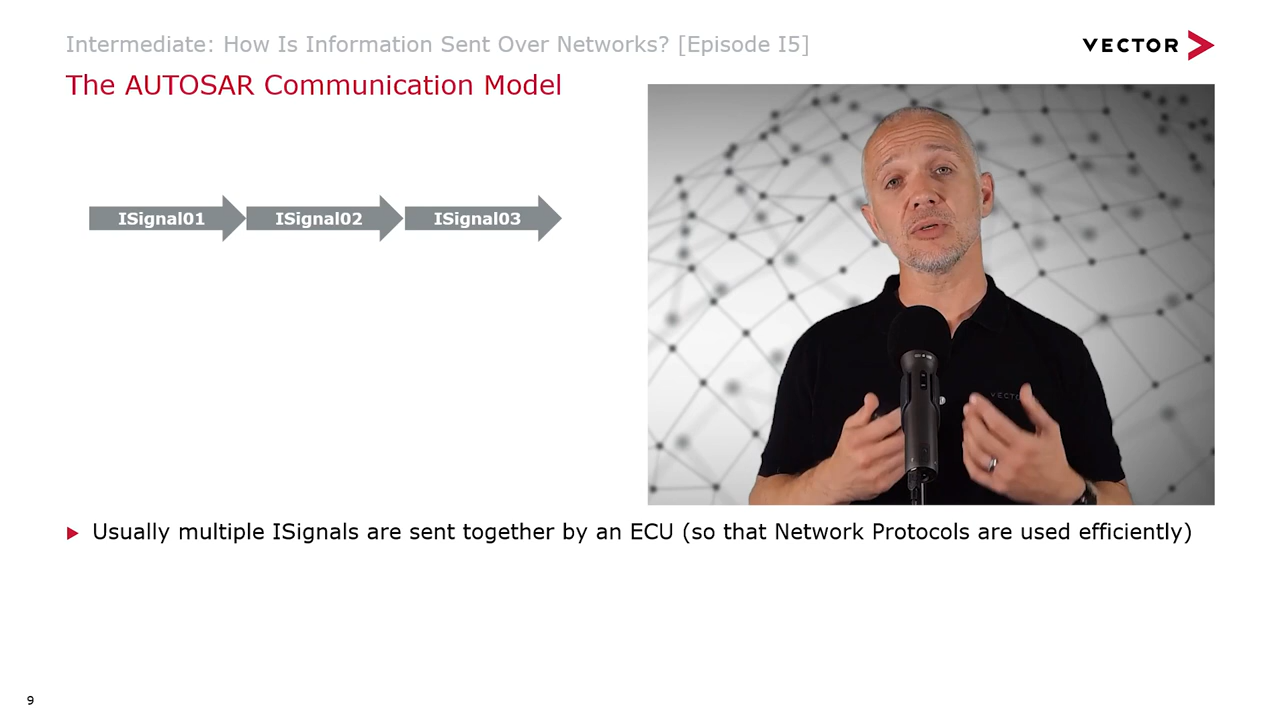 Intermediate: How Is Information Sent Over Networks? [Episode I5]
VECTOR
The AUTOSAR Communication Model
ISignal01 ISignal02 ISignal03
VECTOR
Usually multiple ISignals are sent together by an ECU (so that Network Protocols are used efficiently)
9